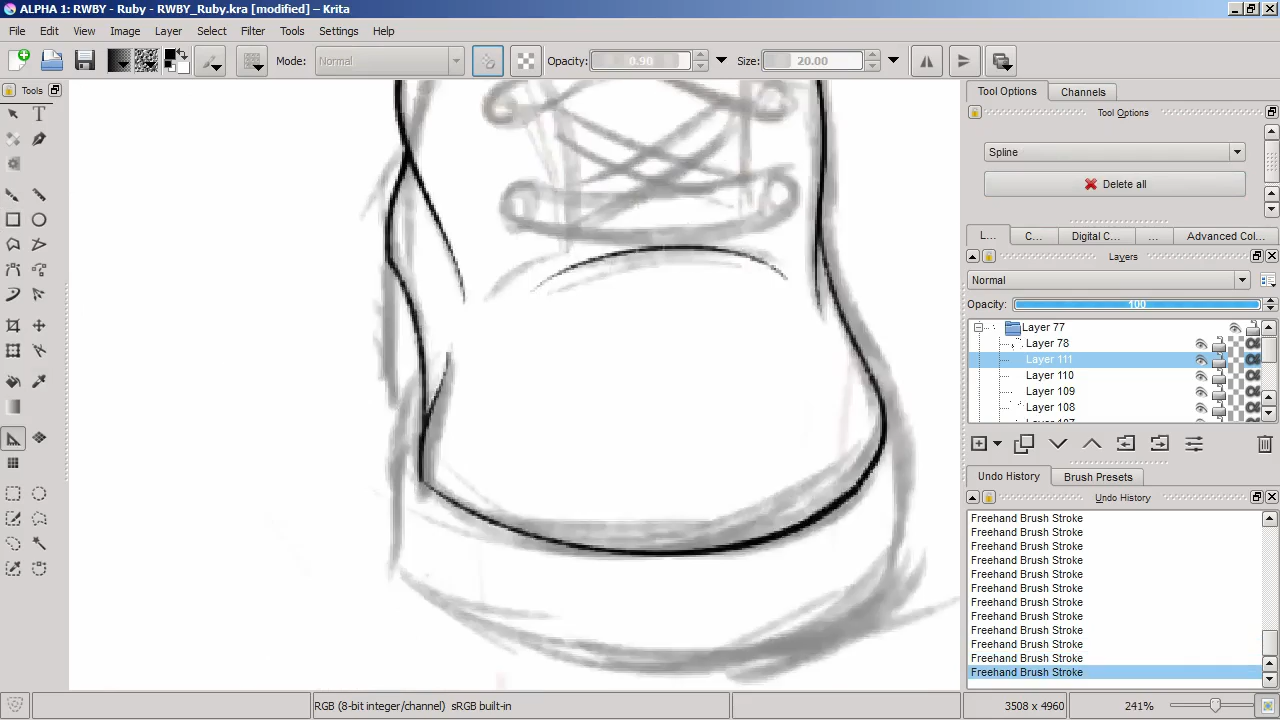 ALPHA 1: RWBY - Ruby - RWBY_Ruby.kra [modified] - Krita
File Edit View Image Layer Select Filter Tools Settings Help
Mode: Normal Opacity: 0.90 Size: 20.00
Tools
Tool Options Channels
Tool Options
Spline
Delete all
L... C... Digital C... ... Advanced Col...
Layers
Normal
Opacity: 100
Layer 77
Layer 78
Layer 111
Layer 110
Layer 109
Layer 108
Undo History Brush Presets
Undo History
Freehand Brush Stroke
Freehand Brush Stroke
Freehand Brush Stroke
Freehand Brush Stroke
Freehand Brush Stroke
Freehand Brush Stroke
Freehand Brush Stroke
Freehand Brush Stroke
Freehand Brush Stroke
Freehand Brush Stroke
Freehand Brush Stroke
Freehand Brush Stroke
RGB (8-bit integer/channel) sRGB built-in 3508 x 4960 241%